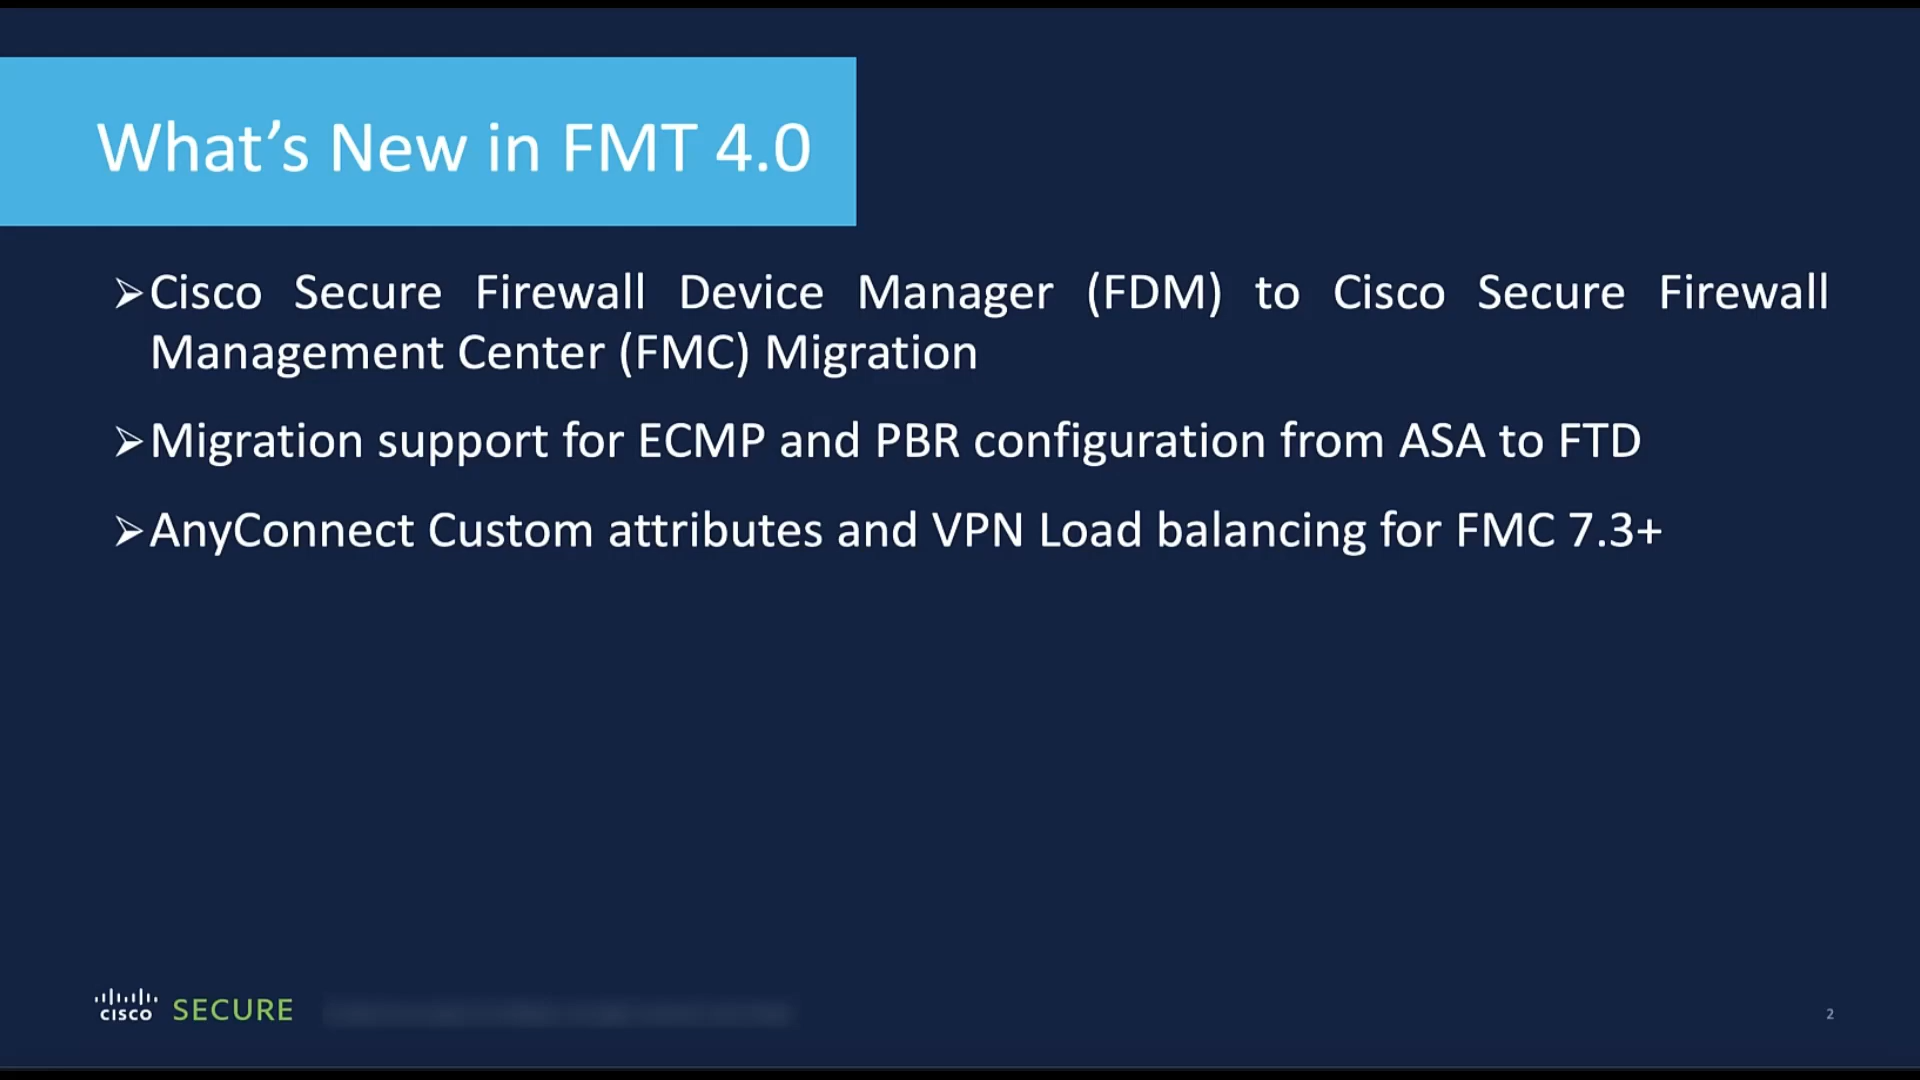 What’s New in FMT 4.0
➢Cisco Secure Firewall Device Manager (FDM) to Cisco Secure Firewall
Management Center (FMC) Migration
➢Migration support for ECMP and PBR configuration from ASA to FTD
➢AnyConnect Custom attributes and VPN Load balancing for FMC 7.3+
cisco SECURE
2